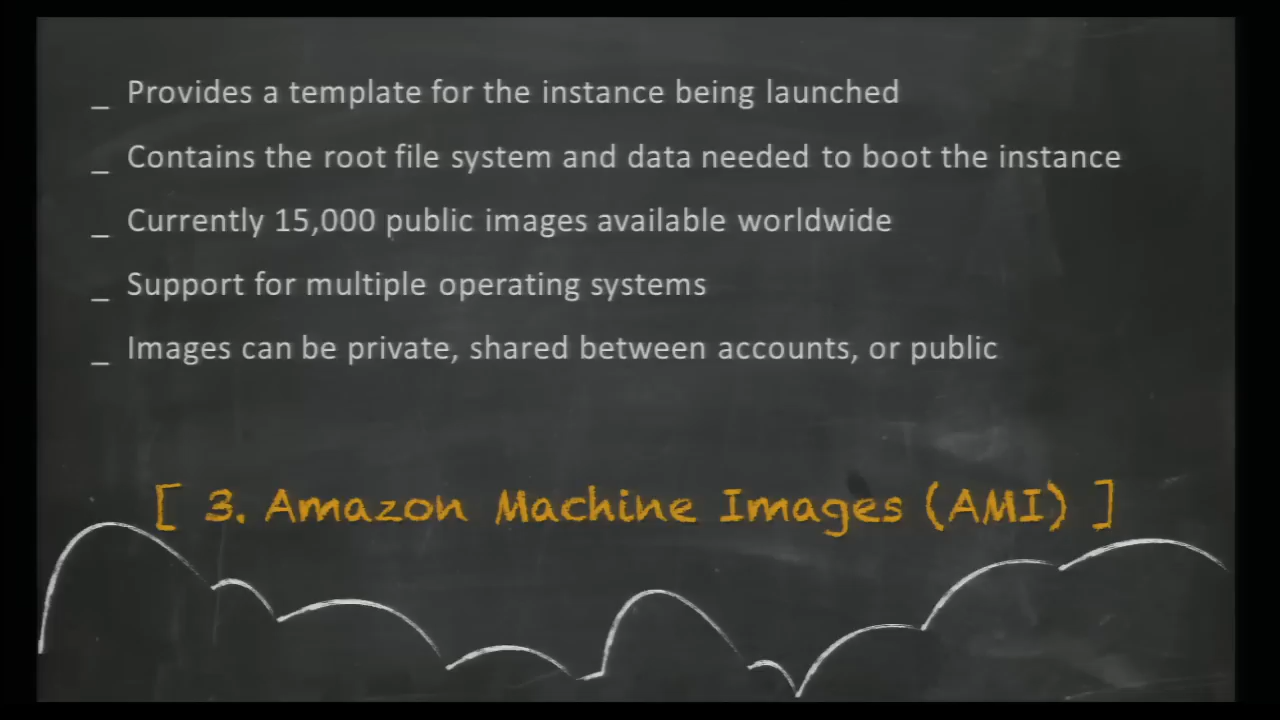 _ Provides a template for the instance being launched
_ Contains the root file system and data needed to boot the instance
_ Currently 15,000 public images available worldwide
_ Support for multiple operating systems
_ Images can be private, shared between accounts, or public
[ 3. Amazon Machine Images (AMI) ]